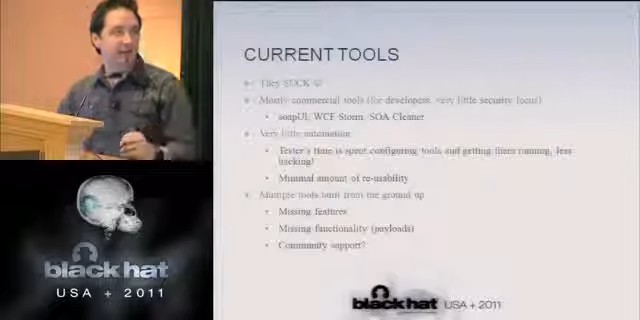 CURRENT TOOLS
They SUCK ☹
Mostly commercial tools (for developers, very little security focus)
soapUI, WCF Storm, SOA Cleaner
Very little automation
Tester's time is spent configuring tools and getting them running, less
hacking!
Minimal amount of re-usability
Multiple tools built from the ground up
Missing features
Missing functionality (payloads)
Community support?
black hat
USA + 2011
black hat USA + 2011